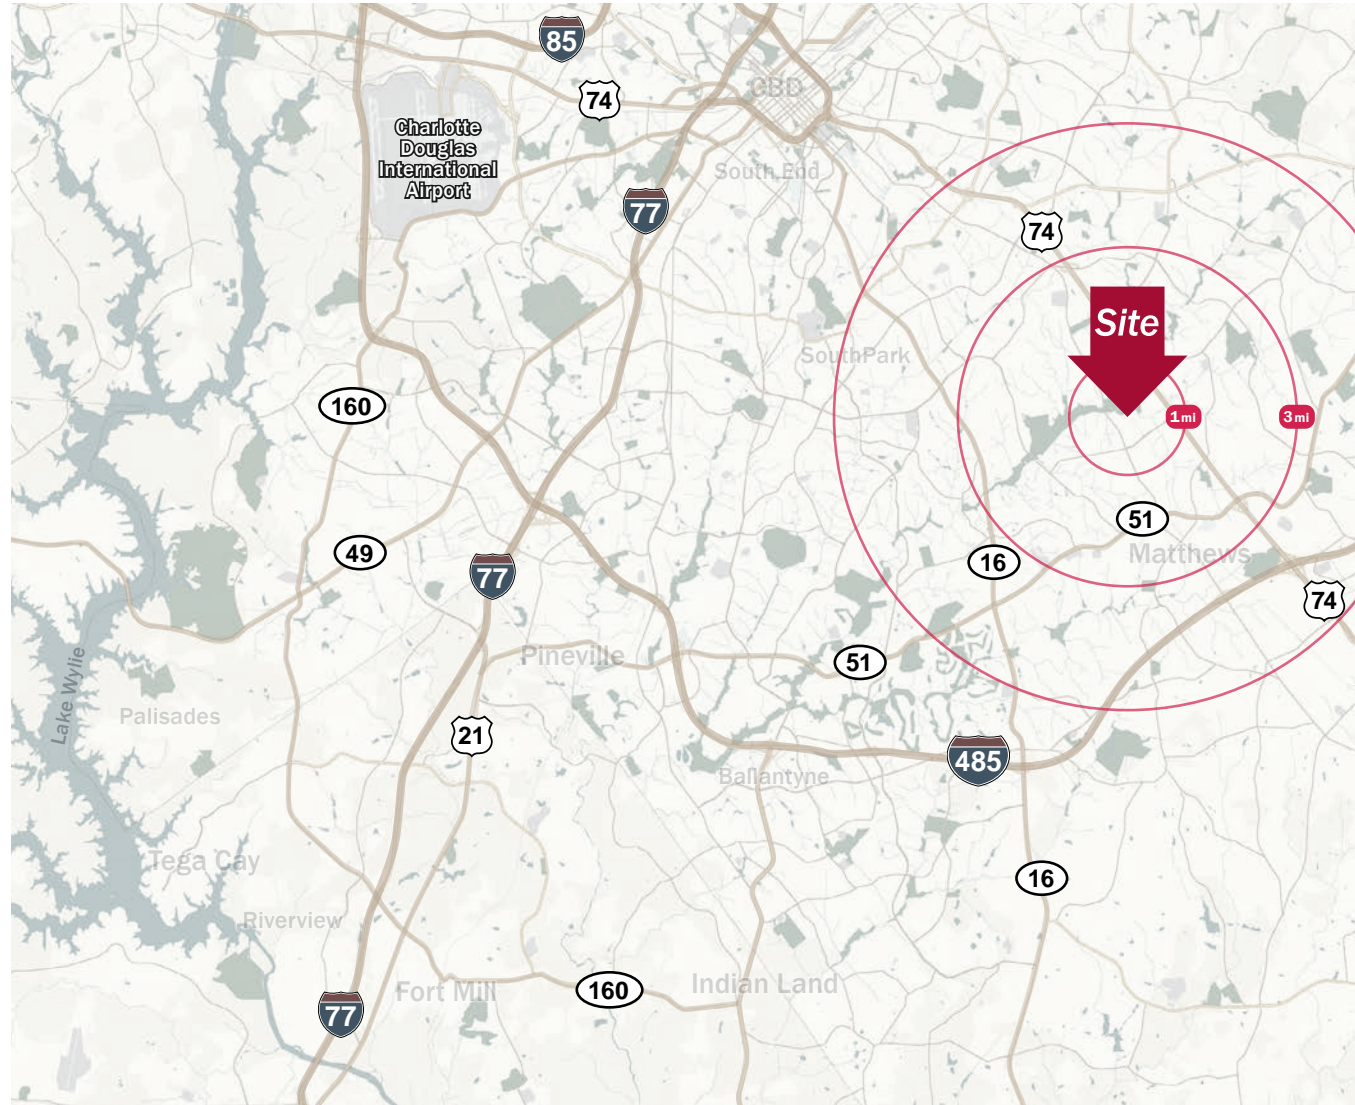 85
74
CBD
Charlotte
Douglas
International
Airport
South End
77
74
Site
SouthPark
160
1mi
3mi
51
Matthews
49
16
77
74
Pineville
51
Lake Wylie
Palisades
21
485
Ballantyne
Tega Cay
16
Riverview
Fort Mill
160
Indian Land
77